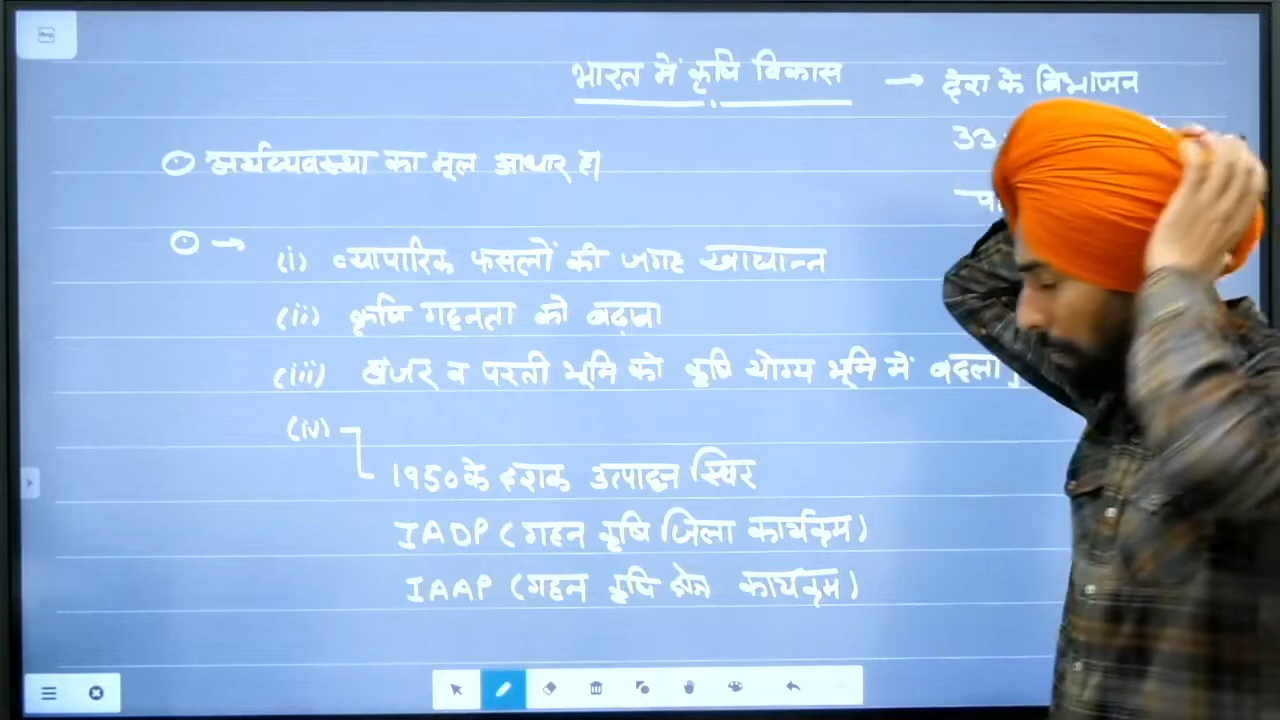 भारत में कृषि विकास → देश के विभाजन
33
अर्थव्यवस्था का मूल आधार है।
→
(i) व्यापारिक फसलों की जगह खाद्यान्न
(ii) कृषि गहनता को बढ़ावा
(iii) बंजर व परती भूमि को कृषि योग्य भूमि में बदला
(iv)
1950 के दशक उत्पादन स्थिर
IADP (गहन कृषि जिला कार्यक्रम)
IAAP (गहन कृषि क्षेत्र कार्यक्रम)